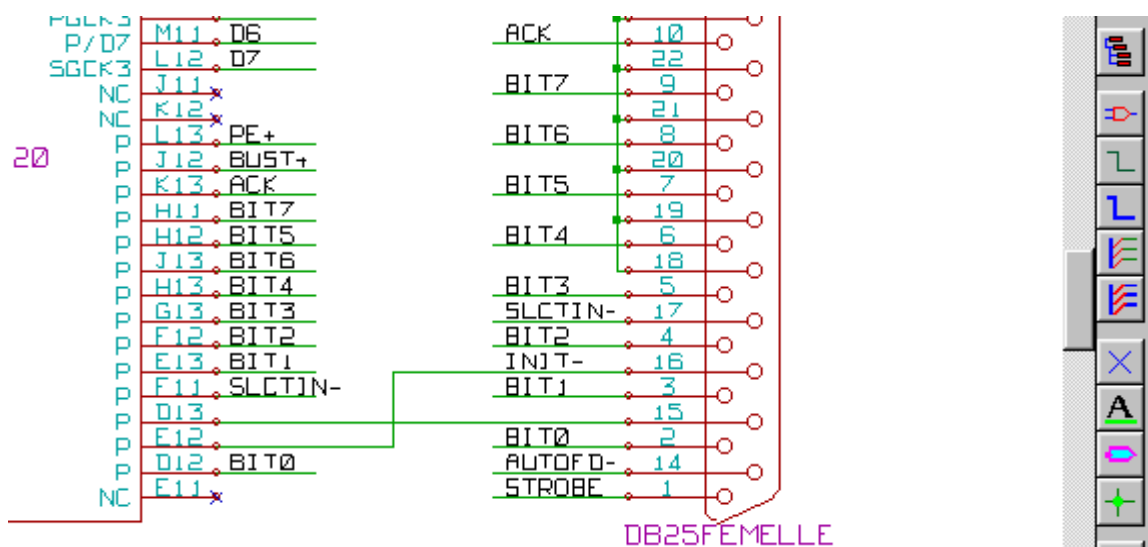 PGCK3
P/D7 M11 D6 ACK 10
SGCK3 L12 D7 22
NC J11 BIT7 9
NC K12 21
P L13 PE+ BIT6 8
20 P J12 BUST+ 20
P K13 ACK BIT5 7
P H11 BIT7 19
P H12 BIT5 BIT4 6
P J13 BIT6 18
P H13 BIT4 BIT3 5
P G13 BIT3 SLCTIN- 17
P F12 BIT2 BIT2 4
P E13 BIT1 INIT- 16
P F11 SLCTIN- BIT1 3
P D13 15
P E12 BIT0 2
P D12 BIT0 AUTOFD- 14
NC E11 STROBE 1
DB25FEMELLE
A